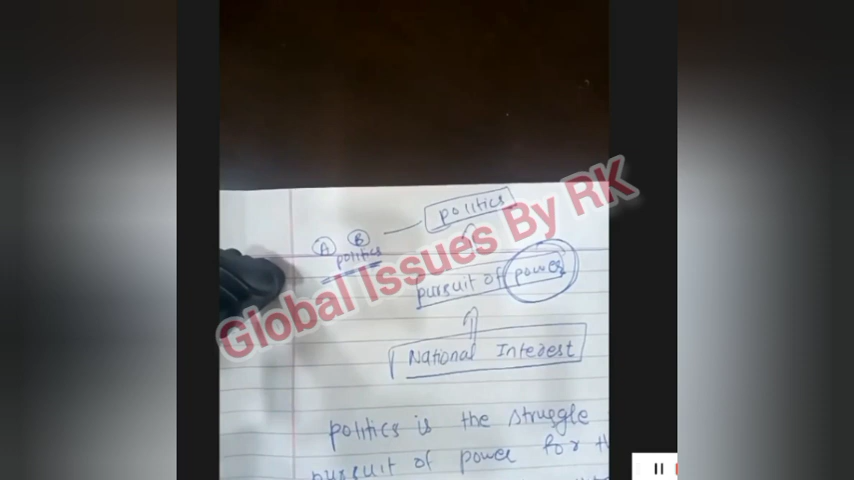 politics
A B
politics
pursuit of power
National Interest
politics is the struggle
pursuit of power for
Global Issues By RK